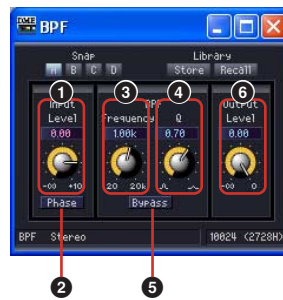 BPF
Snap
Library
A B C D
Store Recall
1 3 4 6
Input BPF Output
Level Frequency Q Level
0.00 1.00k 0.70 0.00
-∞ +10 20 20k -∞ 0
Phase Bypass
BPF Stereo 10024 (2728H)
2 5